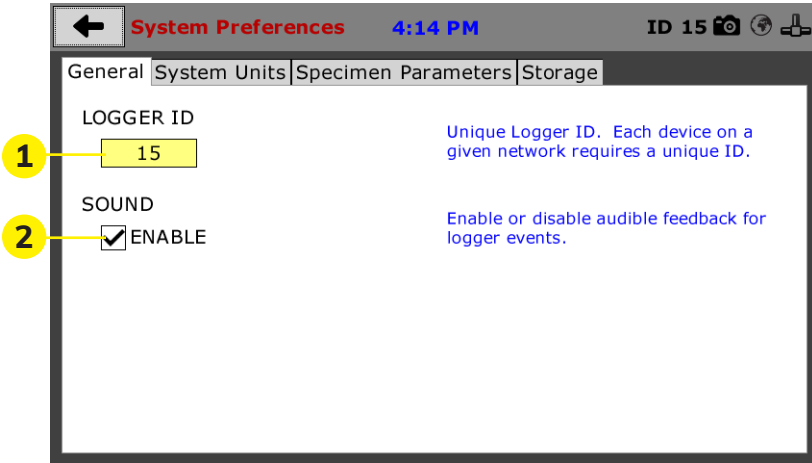 System Preferences 4:14 PM ID 15
General System Units Specimen Parameters Storage
LOGGER ID
1 15
Unique Logger ID. Each device on a
given network requires a unique ID.
SOUND
2 ENABLE
Enable or disable audible feedback for
logger events.